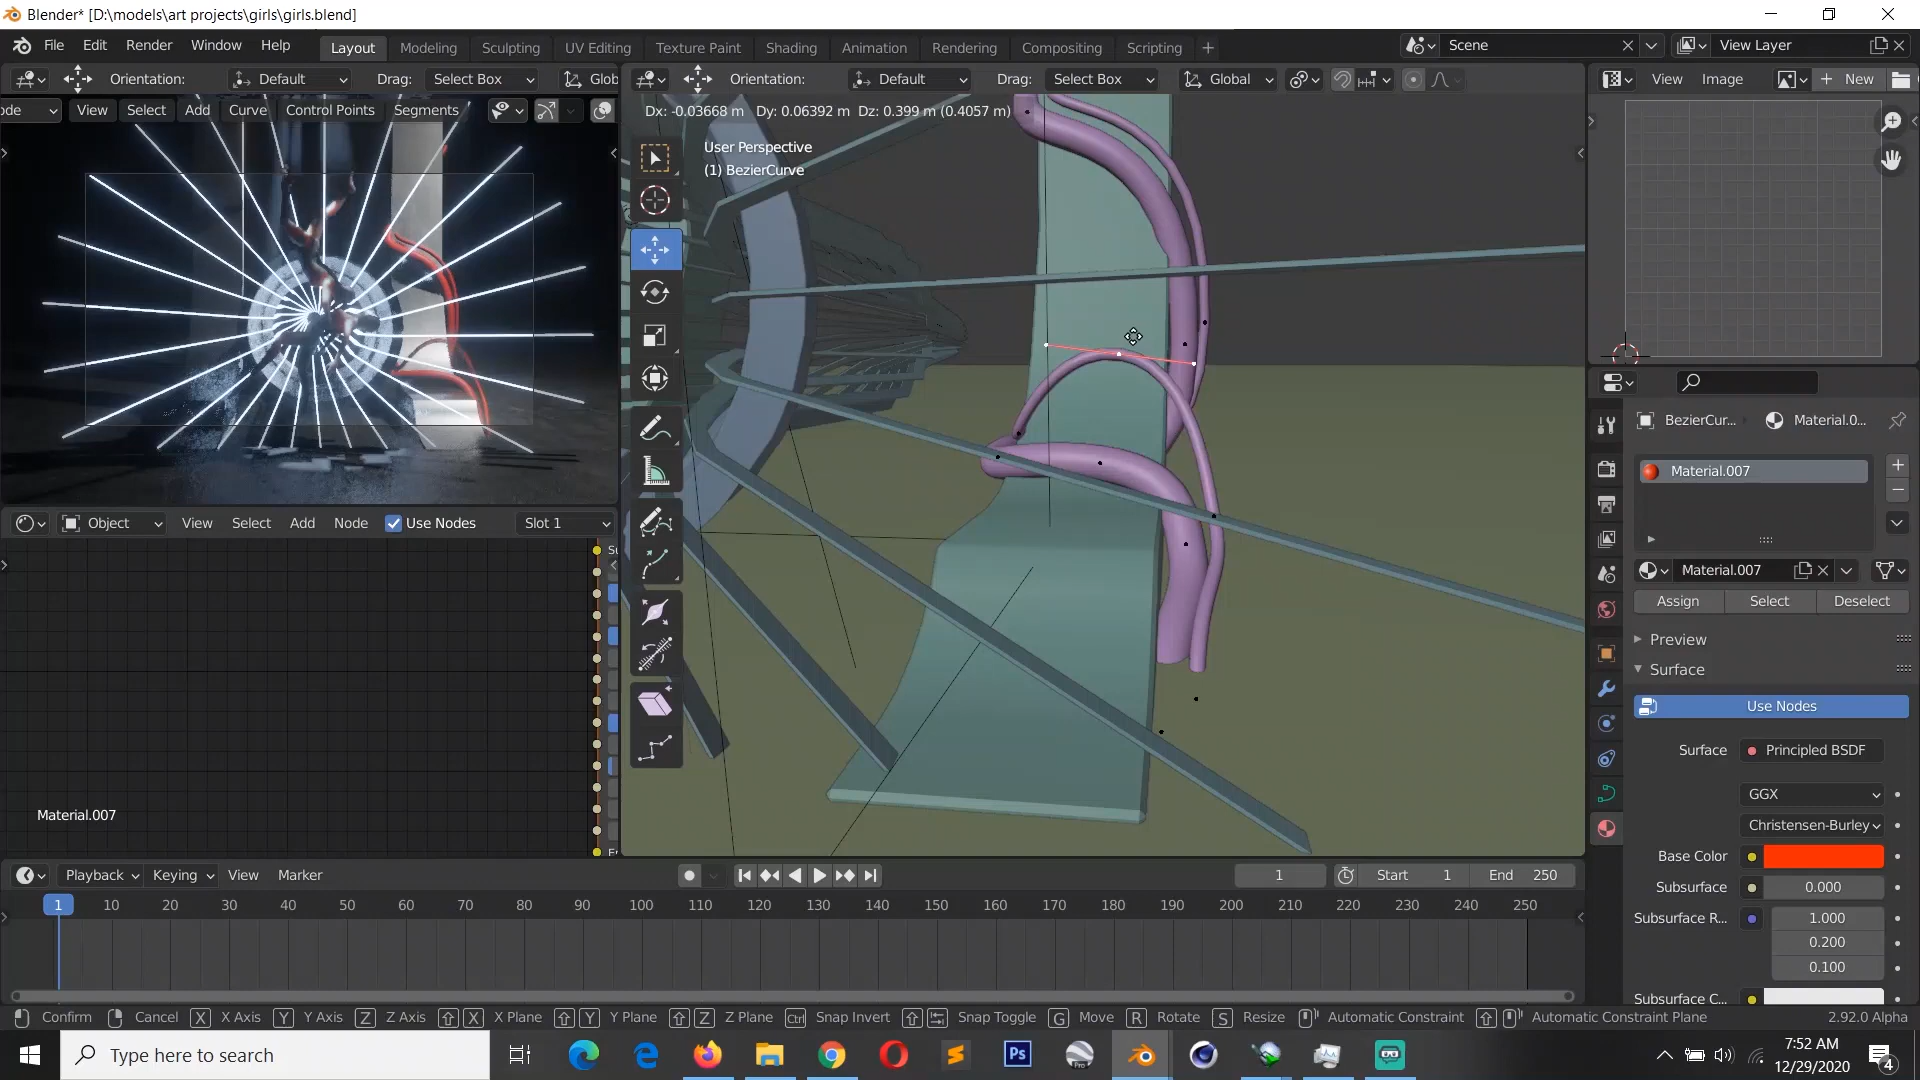 Blender* [D:\models\art projects\girls\girls.blend]
File Edit Render Window Help Layout Modeling Sculpting UV Editing Texture Paint Shading Animation Rendering Compositing Scripting + Scene View Layer
Orientation: Default Drag: Select Box Glob
Orientation: Default Drag: Select Box Global
View Image New
ode View Select Add Curve Control Points Segments
Dx: -0.03668 m Dy: 0.06392 m Dz: 0.399 m (0.4057 m)
User Perspective
(1) BezierCurve
BezierCur Material.0...
Material.007
Object View Select Add Node Use Nodes Slot 1
Material.007
Assign Select Deselect
Preview
Surface
Use Nodes
Surface Principled BSDF
GGX
Christensen-Burley
Base Color
Subsurface 0.000
Subsurface R... 1.000
0.200
0.100
Subsurface C...
Material.007
Playback Keying View Marker 1 Start 1 End 250
1 10 20 30 40 50 60 70 80 90 100 110 120 130 140 150 160 170 180 190 200 210 220 230 240 250
Confirm Cancel X X Axis Y Y Axis Z Z Axis X X Plane Y Y Plane Z Z Plane Ctrl Snap Invert Snap Toggle G Move R Rotate S Resize Automatic Constraint Automatic Constraint Plane 2.92.0 Alpha
Type here to search
Ps
Pro
7:52 AM
12/29/2020
4